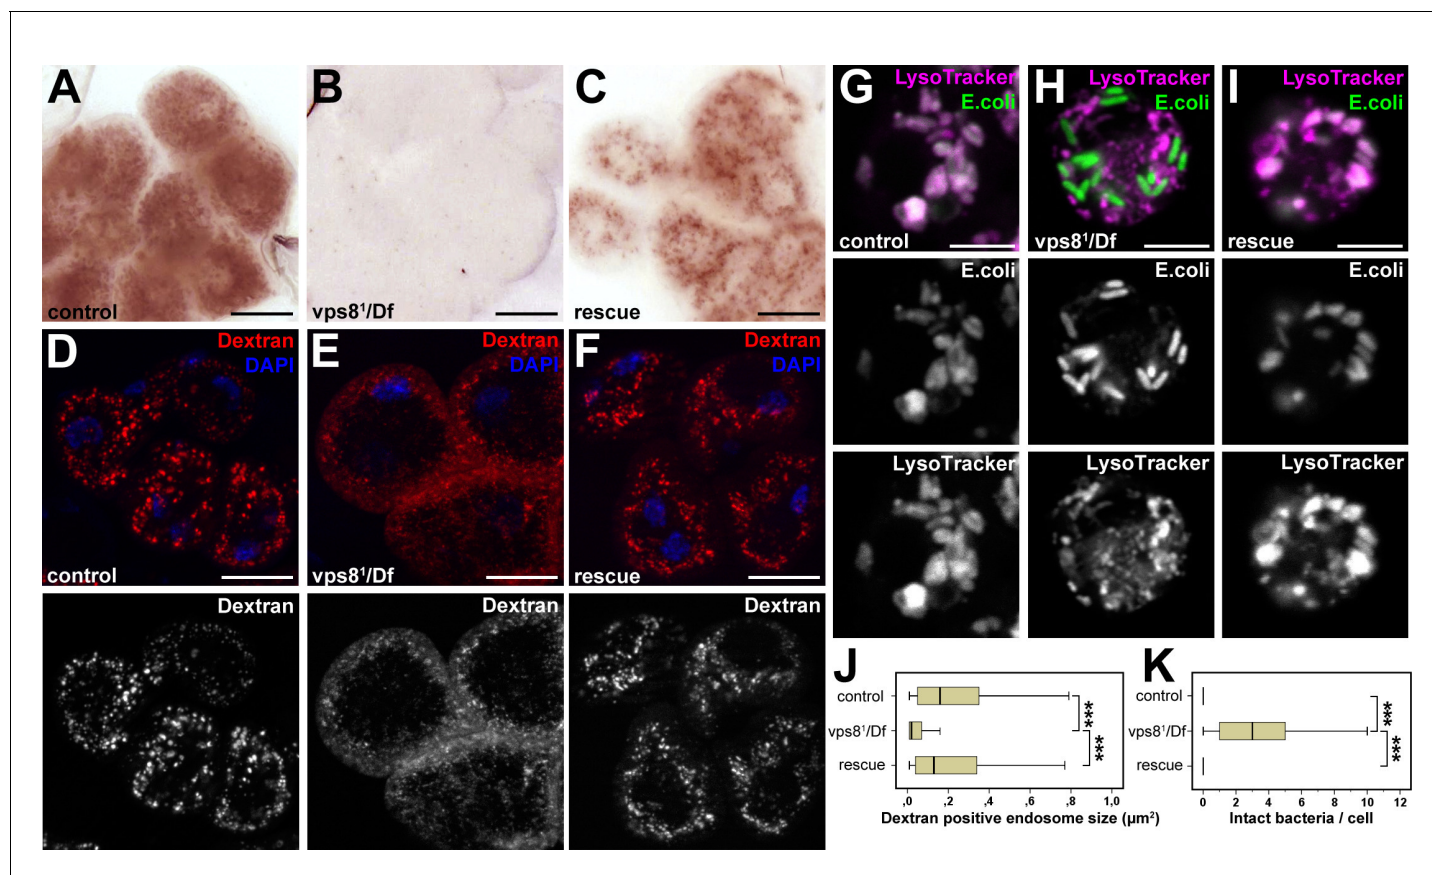 A
control
B
vps8¹/Df
C
rescue
D
Dextran
DAPI
control
Dextran
E
Dextran
DAPI
vps8¹/Df
Dextran
F
Dextran
DAPI
rescue
Dextran
G
LysoTracker
E.coli
control
E.coli
LysoTracker
H
LysoTracker
E.coli
vps8¹/Df
E.coli
LysoTracker
I
LysoTracker
E.coli
rescue
E.coli
LysoTracker
J
control
vps8¹/Df
rescue
***
***
,0 ,2 ,4 ,6 ,8 1,0
Dextran positive endosome size (µm²)
K
control
vps8¹/Df
rescue
***
***
0 2 4 6 8 10 12
Intact bacteria / cell